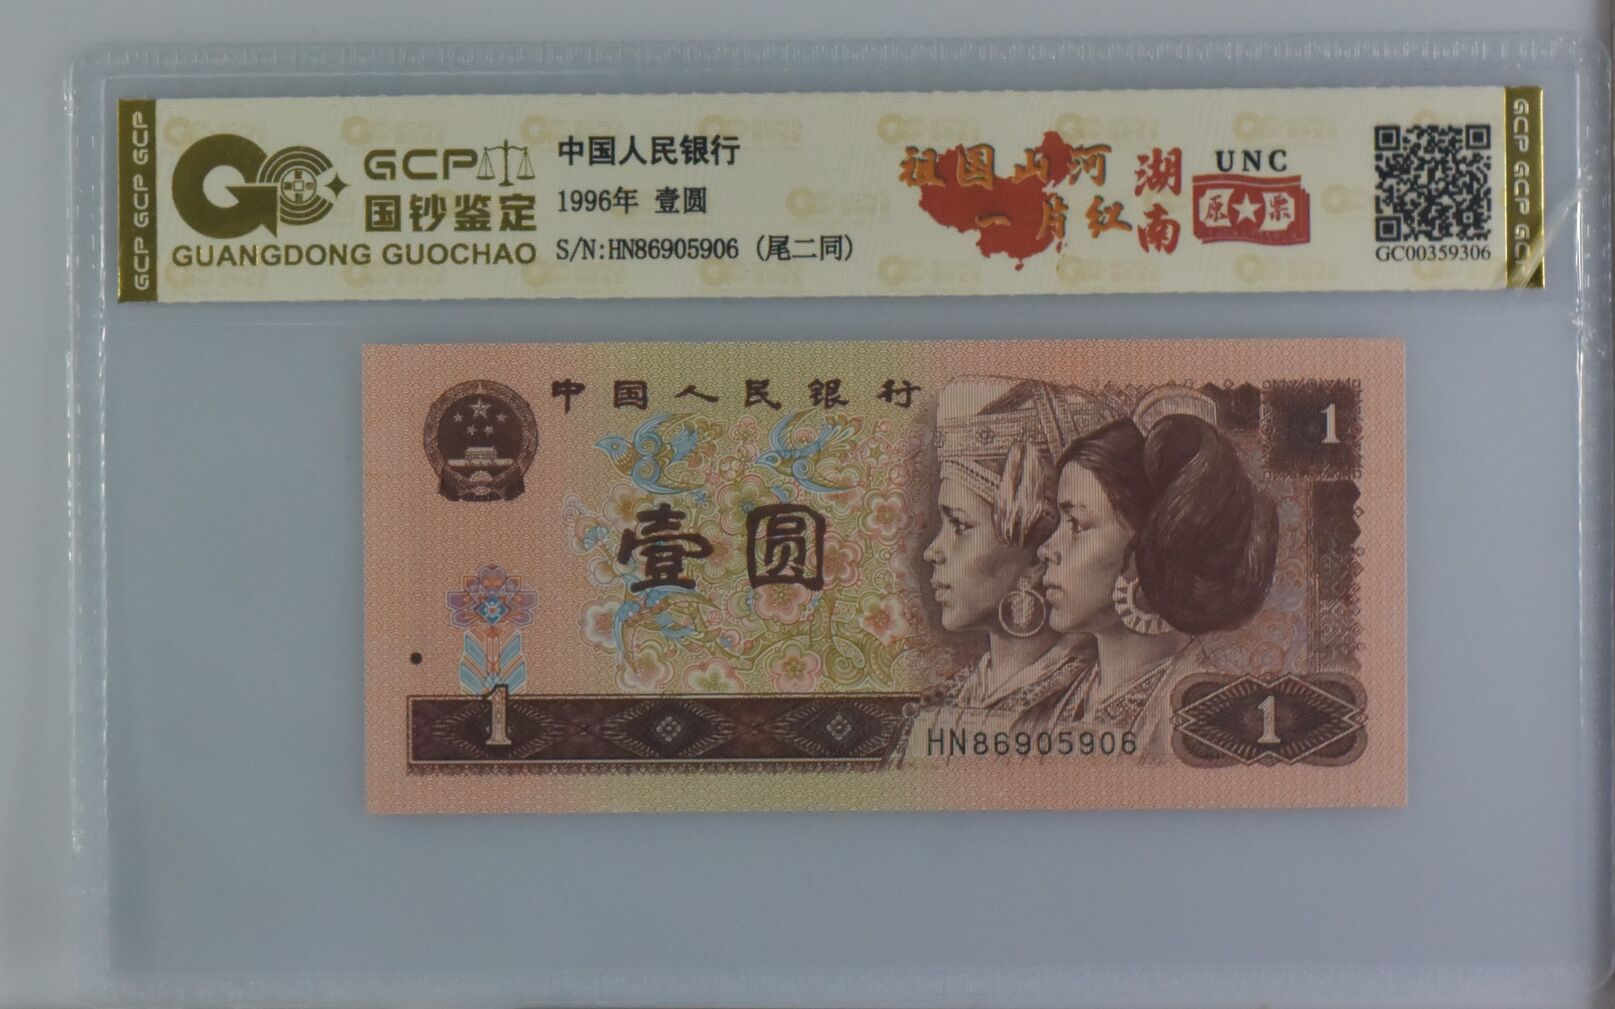 GCP GCP GCP
GCP
国钞鉴定
GUANGDONG GUOCHAO
中国人民银行
1996年 壹圆
S/N:HN86905906 (尾二同)
祖国山河
一片红
湖南
UNC
原★票
GC00359306
GCP GCP GCP
中国人民银行
1
壹圆
1
HN86905906
1